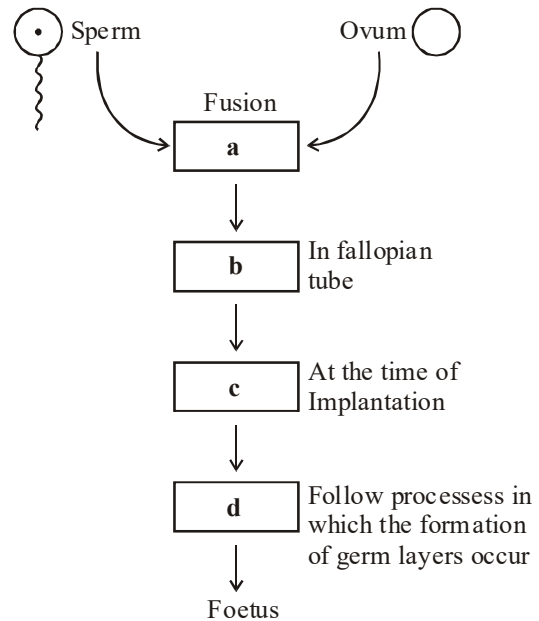 Sperm
Ovum
Fusion
a
b
In fallopian
tube
c
At the time of
Implantation
d
Follow processess in
which the formation
of germ layers occur
Foetus